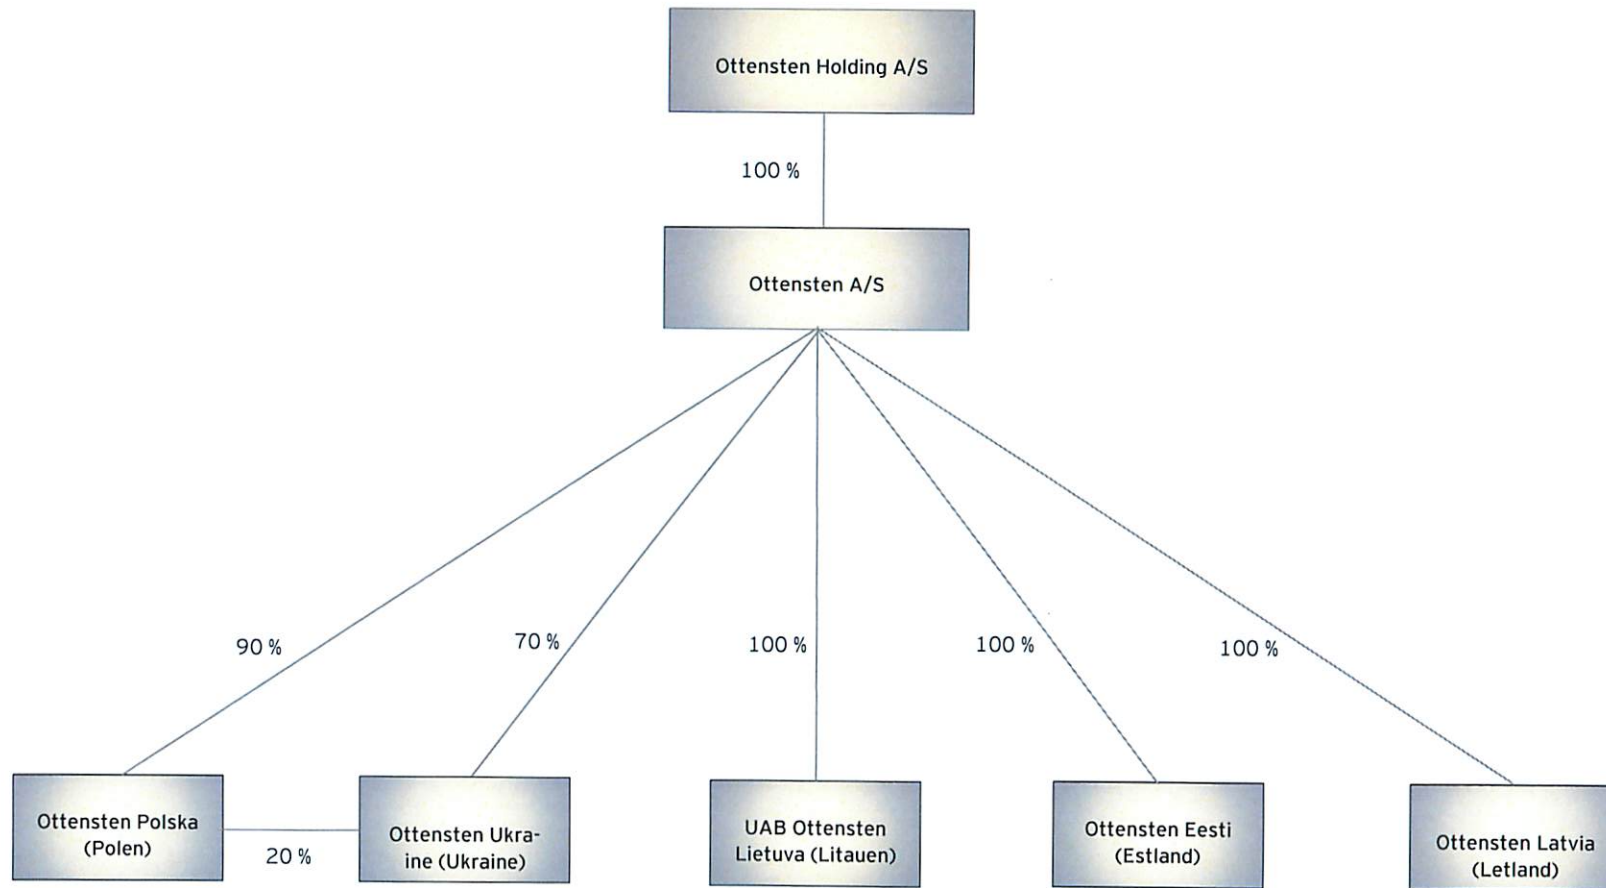 Ottensten Holding A/S
100 %
Ottensten A/S
90 %
70 %
100 %
100 %
100 %
Ottensten Polska
(Polen)
20 %
Ottensten Ukra-
ine (Ukraine)
UAB Ottensten
Lietuva (Litauen)
Ottensten Eesti
(Estland)
Ottensten Latvia
(Letland)